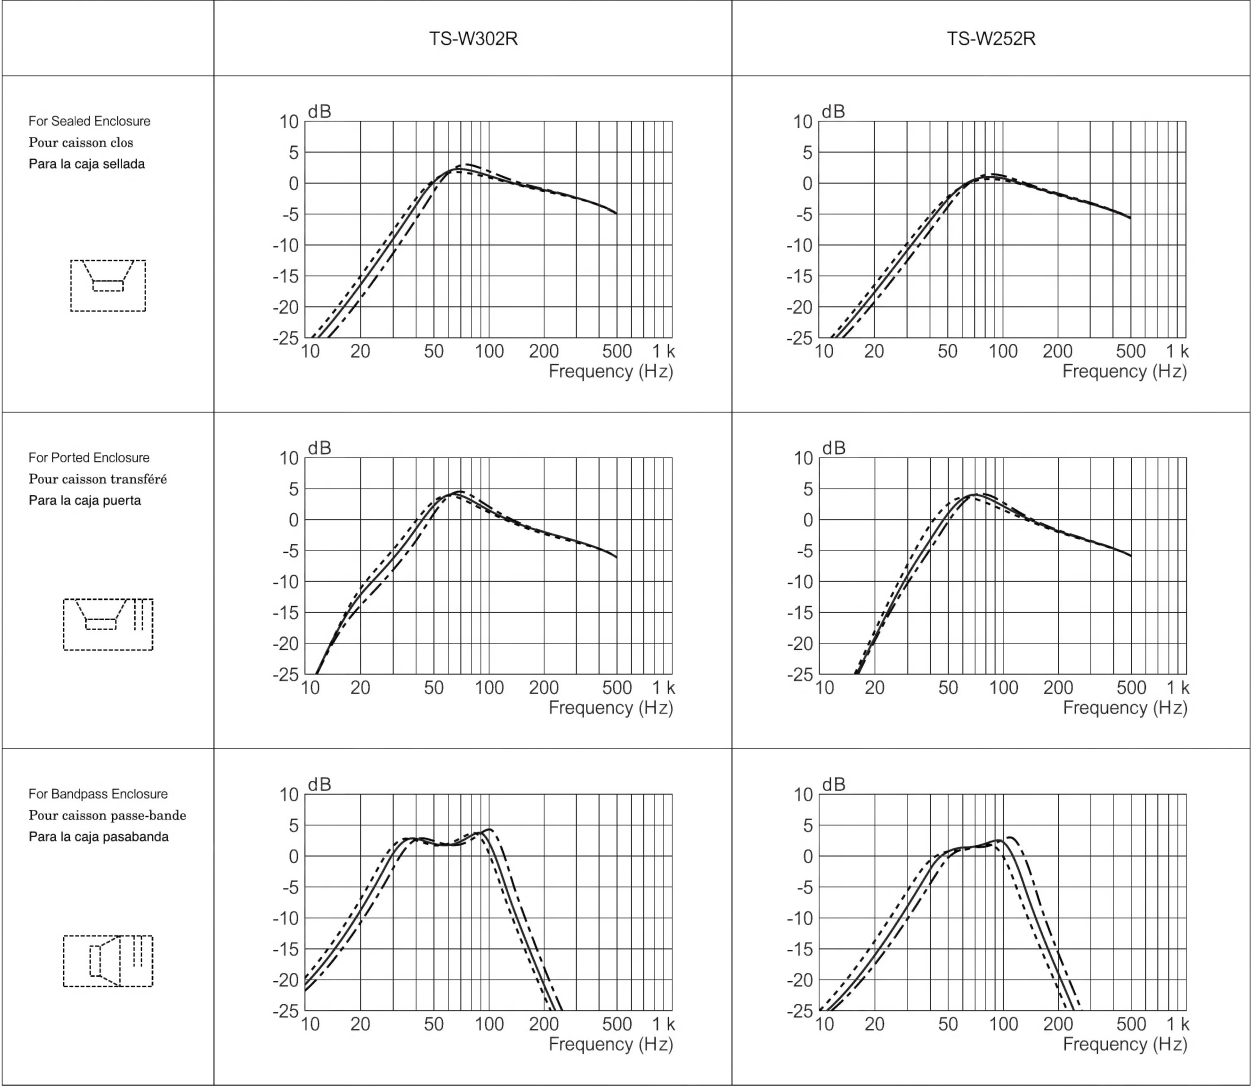 TS-W302R
TS-W252R
For Sealed Enclosure
Pour caisson clos
Para la caja sellada
dB
10
5
0
-5
-10
-15
-20
-25
10 20 50 100 200 500 1 k
Frequency (Hz)
dB
10
5
0
-5
-10
-15
-20
-25
10 20 50 100 200 500 1 k
Frequency (Hz)
For Ported Enclosure
Pour caisson transféré
Para la caja puerta
dB
10
5
0
-5
-10
-15
-20
-25
10 20 50 100 200 500 1 k
Frequency (Hz)
dB
10
5
0
-5
-10
-15
-20
-25
10 20 50 100 200 500 1 k
Frequency (Hz)
For Bandpass Enclosure
Pour caisson passe-bande
Para la caja pasabanda
dB
10
5
0
-5
-10
-15
-20
-25
10 20 50 100 200 500 1 k
Frequency (Hz)
dB
10
5
0
-5
-10
-15
-20
-25
10 20 50 100 200 500 1 k
Frequency (Hz)